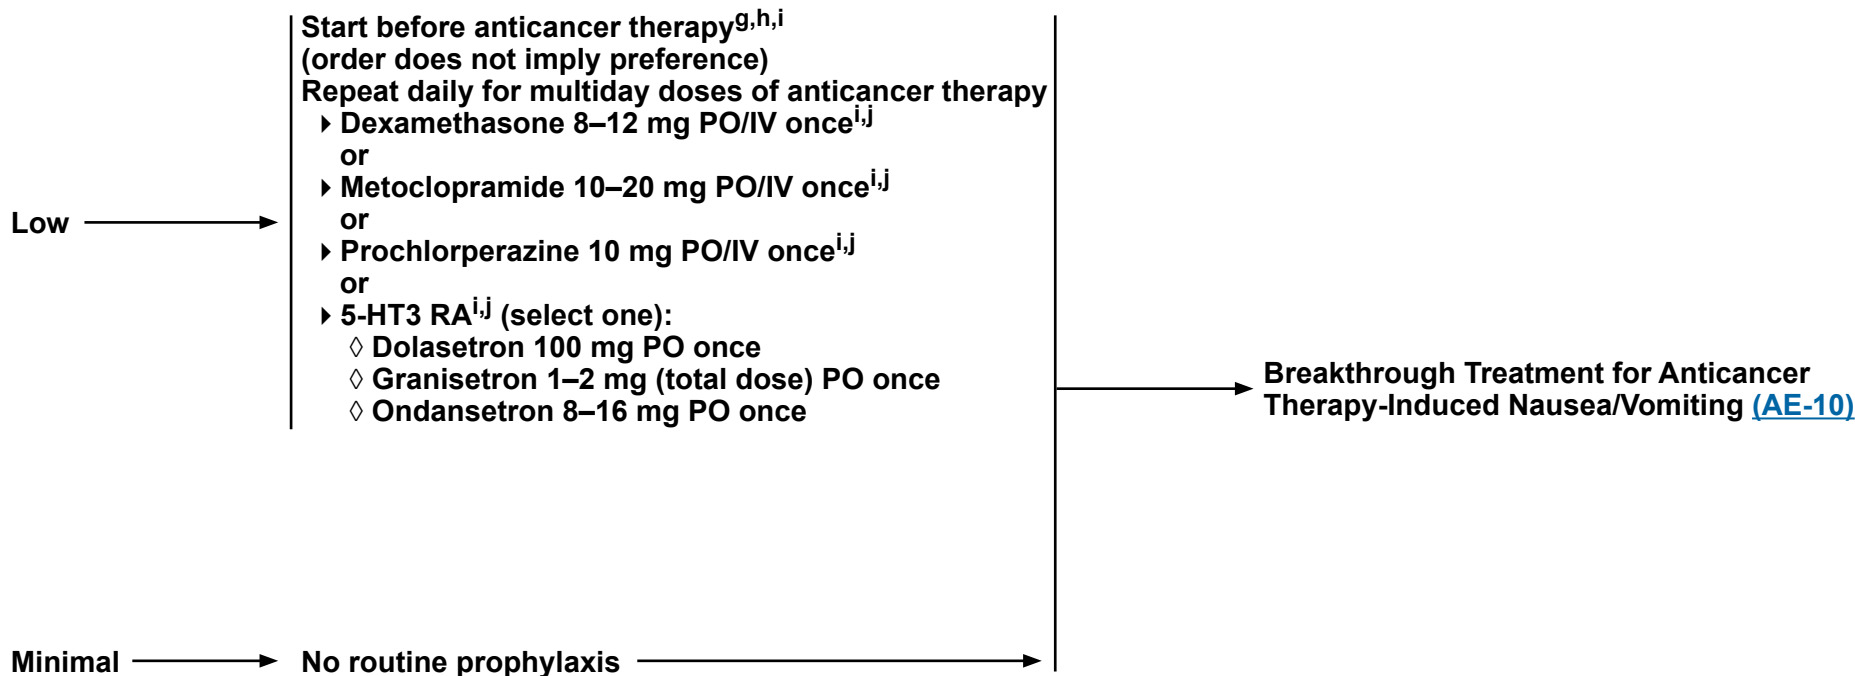 Start before anticancer therapyg,h,i
(order does not imply preference)
Repeat daily for multiday doses of anticancer therapy
Dexamethasone 8–12 mg PO/IV oncei,j
or
Metoclopramide 10–20 mg PO/IV oncei,j
or
Low
Prochlorperazine 10 mg PO/IV oncei,j
or
5-HT3 RAi,j (select one):
◊ Dolasetron 100 mg PO once
◊ Granisetron 1–2 mg (total dose) PO once
◊ Ondansetron 8–16 mg PO once
Breakthrough Treatment for Anticancer
Therapy-Induced Nausea/Vomiting (AE-10)
Minimal
No routine prophylaxis